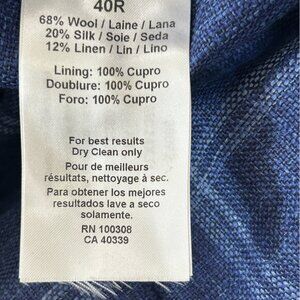 40R
68% Wool / Laine / Lana
20% Silk / Soie / Seda
12% Linen / Lin / Lino
Lining: 100% Cupro
Doublure: 100% Cupro
Foro: 100% Cupro
For best results
Dry Clean only
Pour de meilleurs
résultats, nettoyage à sec.
Para obtener los mejores
resultados lave a seco
solamente.
RN 100308
CA 40339